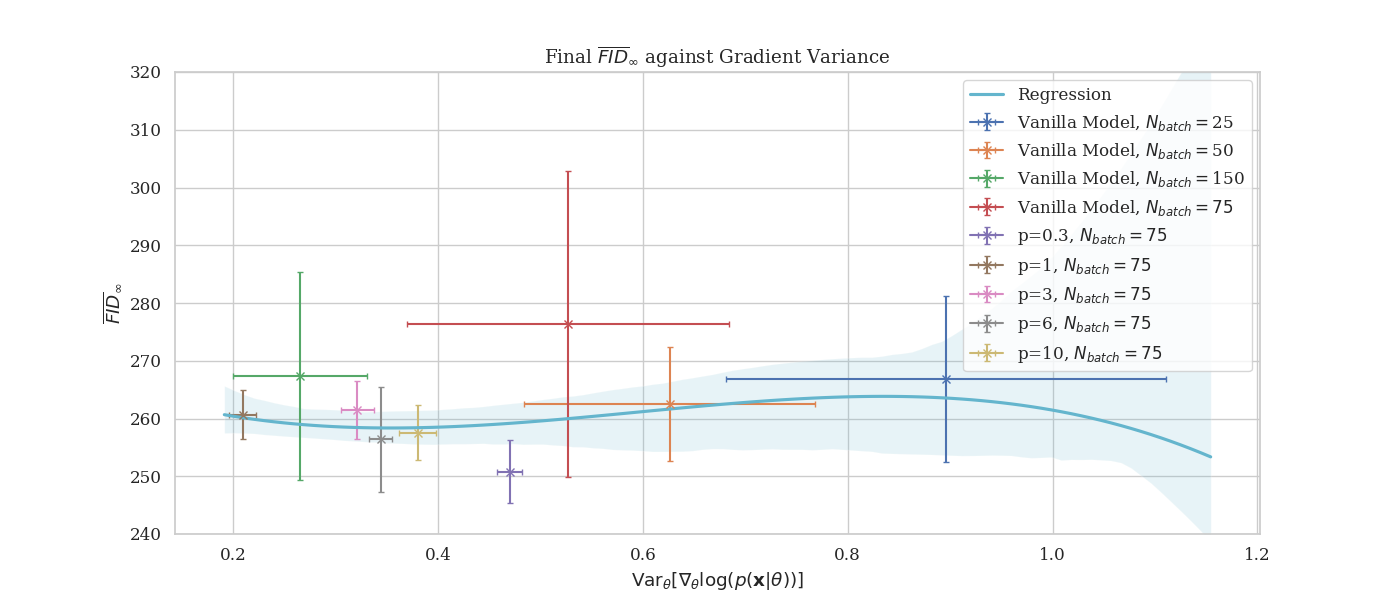 Final $\overline{FID}_\infty$ against Gradient Variance
320
310
300
290
280
270
260
250
240
$\overline{FID}_\infty$
Regression
Vanilla Model, $N_{batch} = 25$
Vanilla Model, $N_{batch} = 50$
Vanilla Model, $N_{batch} = 150$
Vanilla Model, $N_{batch} = 75$
p=0.3, $N_{batch} = 75$
p=1, $N_{batch} = 75$
p=3, $N_{batch} = 75$
p=6, $N_{batch} = 75$
p=10, $N_{batch} = 75$
0.2 0.4 0.6 0.8 1.0 1.2
$\mathrm{Var}_\theta[\nabla_\theta \log(p(\mathbf{x}|\theta))]$